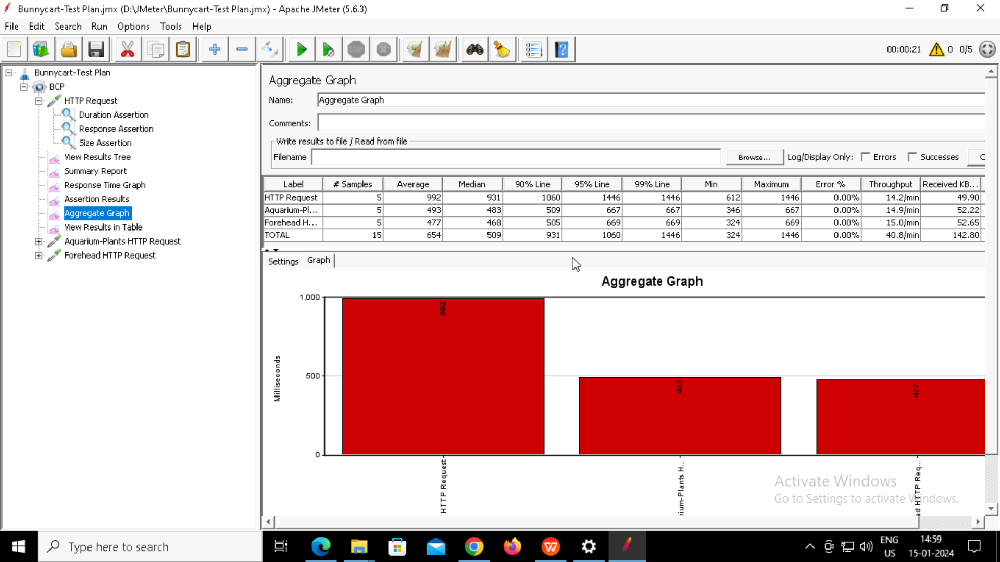 Bunnycart-Test Plan.jmx (D:\JMeter\Bunnycart-Test Plan.jmx) - Apache JMeter (5.6.3)
File Edit Search Run Options Tools Help
STOP
00:00:21 0 0/5
Bunnycart-Test Plan
BCP
HTTP Request
Duration Assertion
Response Assertion
Size Assertion
View Results Tree
Summary Report
Response Time Graph
Assertion Results
Aggregate Graph
View Results in Table
Aquarium-Plants HTTP Request
Forehead HTTP Request
Aggregate Graph
Name: Aggregate Graph
Comments:
Write results to file / Read from file
Filename Browse... Log/Display Only: Errors Successes C
Label # Samples Average Median 90% Line 95% Line 99% Line Min Maximum Error % Throughput Received KB...
HTTP Request 5 992 931 1060 1446 1446 612 1446 0.00% 14.2/min 49.90
Aquarium-Pl... 5 493 483 509 667 667 346 667 0.00% 14.9/min 52.22
Forehead H... 5 477 468 505 669 669 324 669 0.00% 15.0/min 52.65
TOTAL 15 654 509 931 1060 1446 324 1446 0.00% 40.8/min 142.80
Settings Graph
Aggregate Graph
1,000
500
0
Milliseconds
992
493
477
HTTP Request
rium-Plants H...
ad HTTP Req...
Activate Windows
Go to Settings to activate Windows.
Type here to search
ENG
US
14:59
15-01-2024